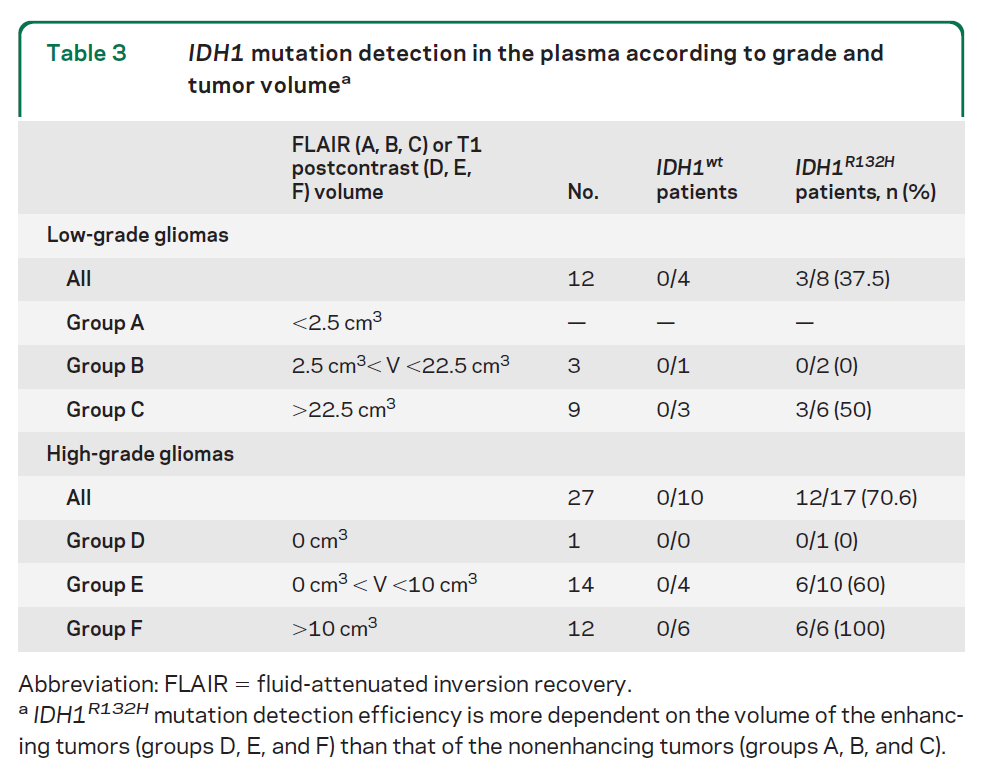 Table 3 IDH1 mutation detection in the plasma according to grade and
tumor volumeᵃ
FLAIR (A, B, C) or T1
postcontrast (D, E,
F) volume
No.
IDH1ʷᵗ
patients
IDH1ᴿ¹³²ᴴ
patients, n (%)
Low-grade gliomas
All 12 0/4 3/8 (37.5)
Group A <2.5 cm³ — — —
Group B 2.5 cm³< V <22.5 cm³ 3 0/1 0/2 (0)
Group C >22.5 cm³ 9 0/3 3/6 (50)
High-grade gliomas
All 27 0/10 12/17 (70.6)
Group D 0 cm³ 1 0/0 0/1 (0)
Group E 0 cm³ < V <10 cm³ 14 0/4 6/10 (60)
Group F >10 cm³ 12 0/6 6/6 (100)
Abbreviation: FLAIR = fluid-attenuated inversion recovery.
ᵃ IDH1ᴿ¹³²ᴴ mutation detection efficiency is more dependent on the volume of the enhanc-
ing tumors (groups D, E, and F) than that of the nonenhancing tumors (groups A, B, and C).